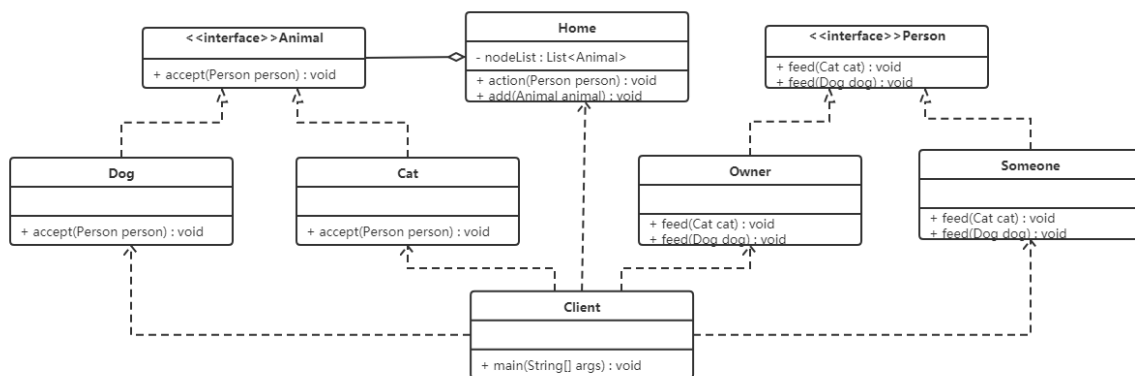 <<interface>>Animal
+ accept(Person person) : void
Home
- nodeList : List<Animal>
+ action(Person person) : void
+ add(Animal animal) : void
<<interface>>Person
+ feed(Cat cat) : void
+ feed(Dog dog) : void
Dog
+ accept(Person person) : void
Cat
+ accept(Person person) : void
Owner
+ feed(Cat cat) : void
+ feed(Dog dog) : void
Someone
+ feed(Cat cat) : void
+ feed(Dog dog) : void
Client
+ main(String[] args) : void